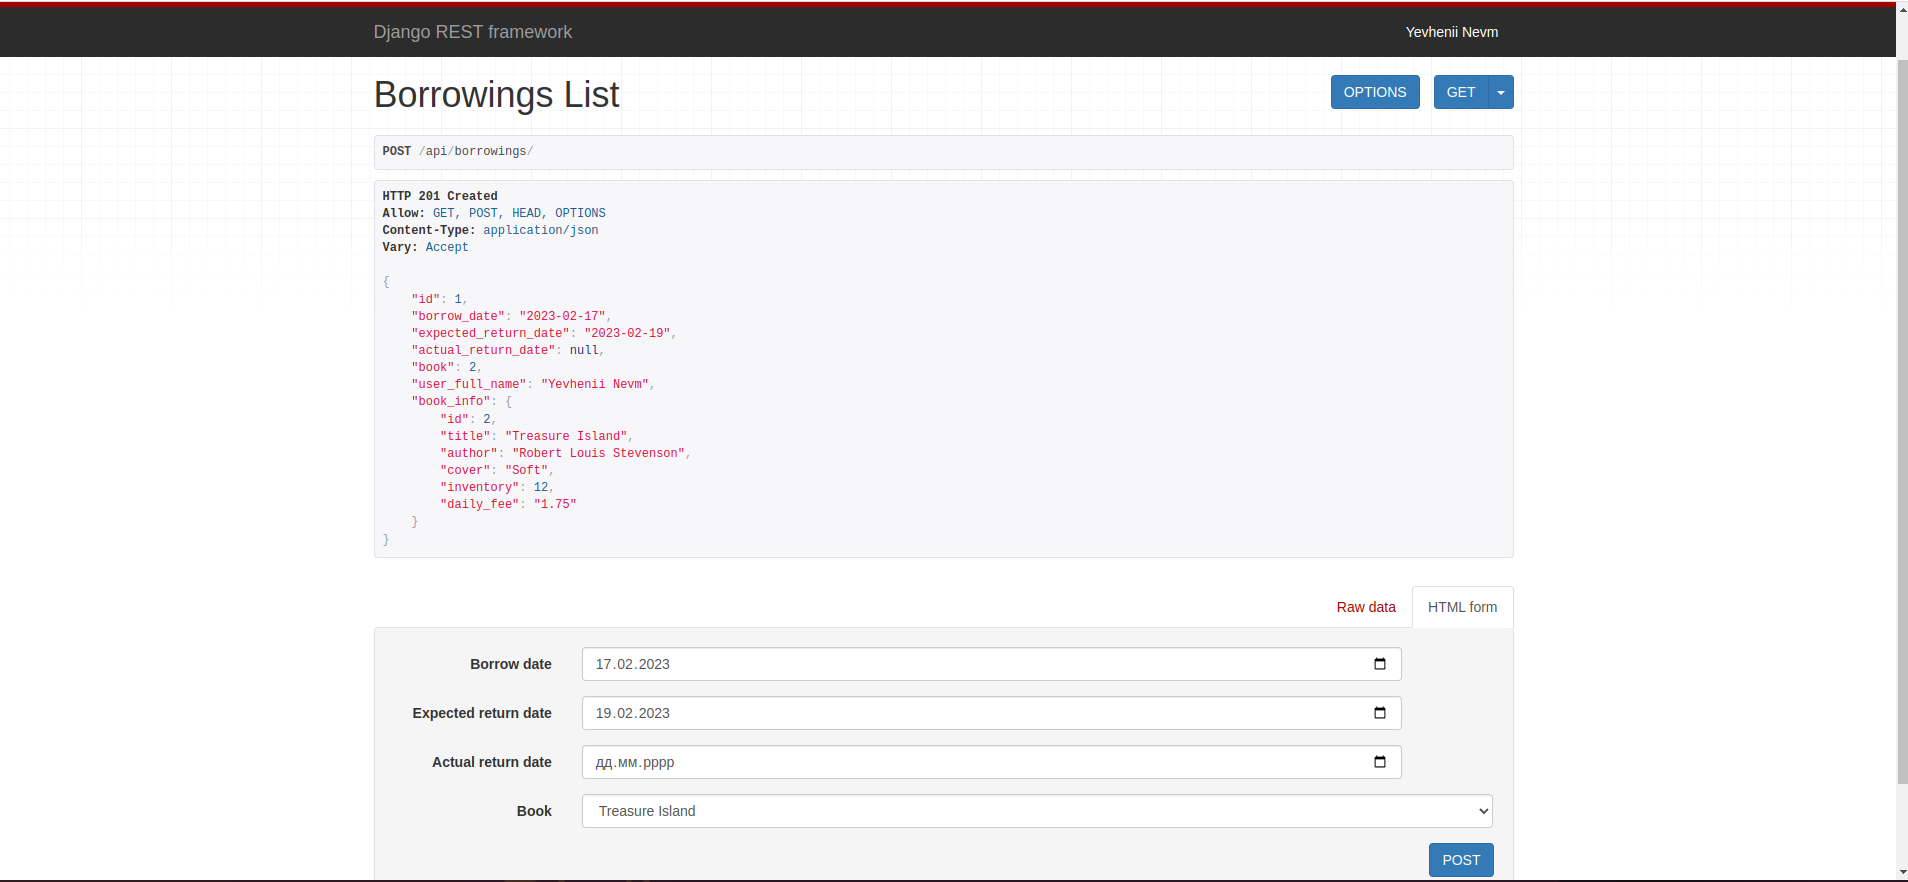 Django REST framework
Yevhenii Nevm
Borrowings List
OPTIONS
GET
POST /api/borrowings/
HTTP 201 Created
Allow: GET, POST, HEAD, OPTIONS
Content-Type: application/json
Vary: Accept
{
"id": 1,
"borrow_date": "2023-02-17",
"expected_return_date": "2023-02-19",
"actual_return_date": null,
"book": 2,
"user_full_name": "Yevhenii Nevm",
"book_info": {
"id": 2,
"title": "Treasure Island",
"author": "Robert Louis Stevenson",
"cover": "Soft",
"inventory": 12,
"daily_fee": "1.75"
}
}
Raw data
HTML form
Borrow date
17.02.2023
Expected return date
19.02.2023
Actual return date
дд.мм.рррр
Book
Treasure Island
POST